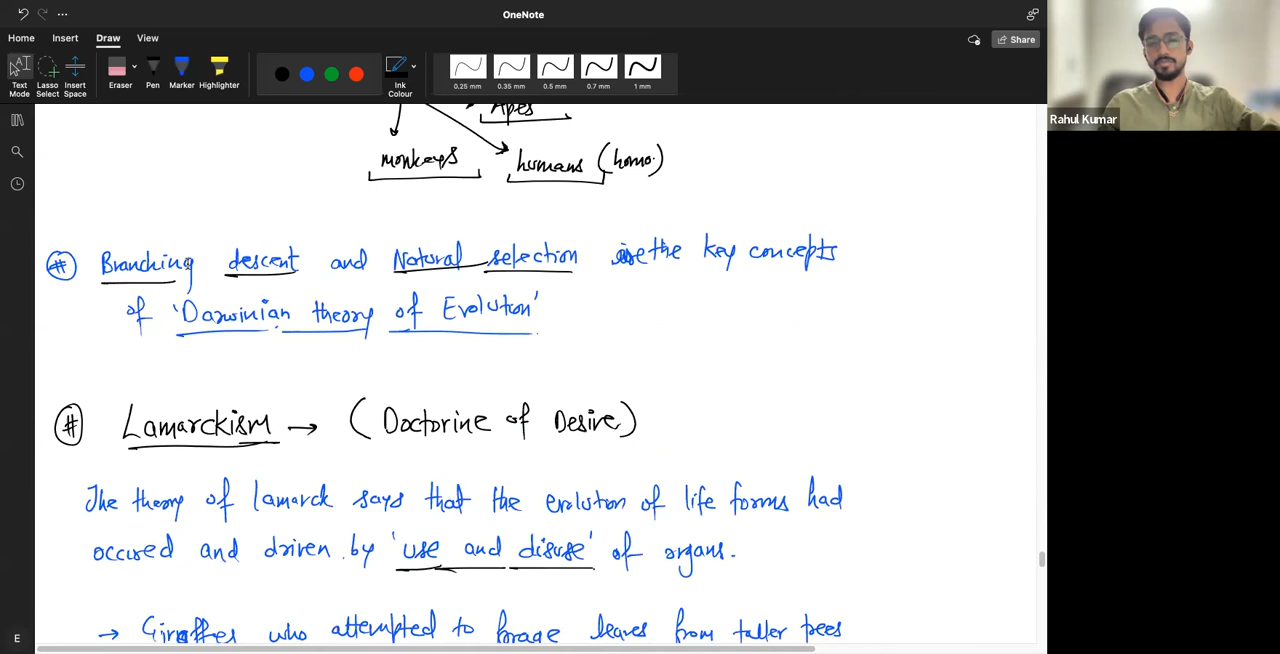 OneNote
Home Insert Draw View
Share
Text Mode
Lasso Select
Insert Space
Eraser
Pen
Marker
Highlighter
Ink Colour
0.25 mm
0.35 mm
0.5 mm
0.7 mm
1 mm
Rahul Kumar
Apes
monkeys humans (homo.)
# Branching descent and Natural selection the key concepts
of 'Darwinian theory of Evolution'
# Lamarckism → (Doctorine of Desire)
The theory of lamarck says that the evolution of life forms had
occured and driven by 'use and disuse' of organs.
→ Giraffes who attempted to forage leaves from taller trees
E